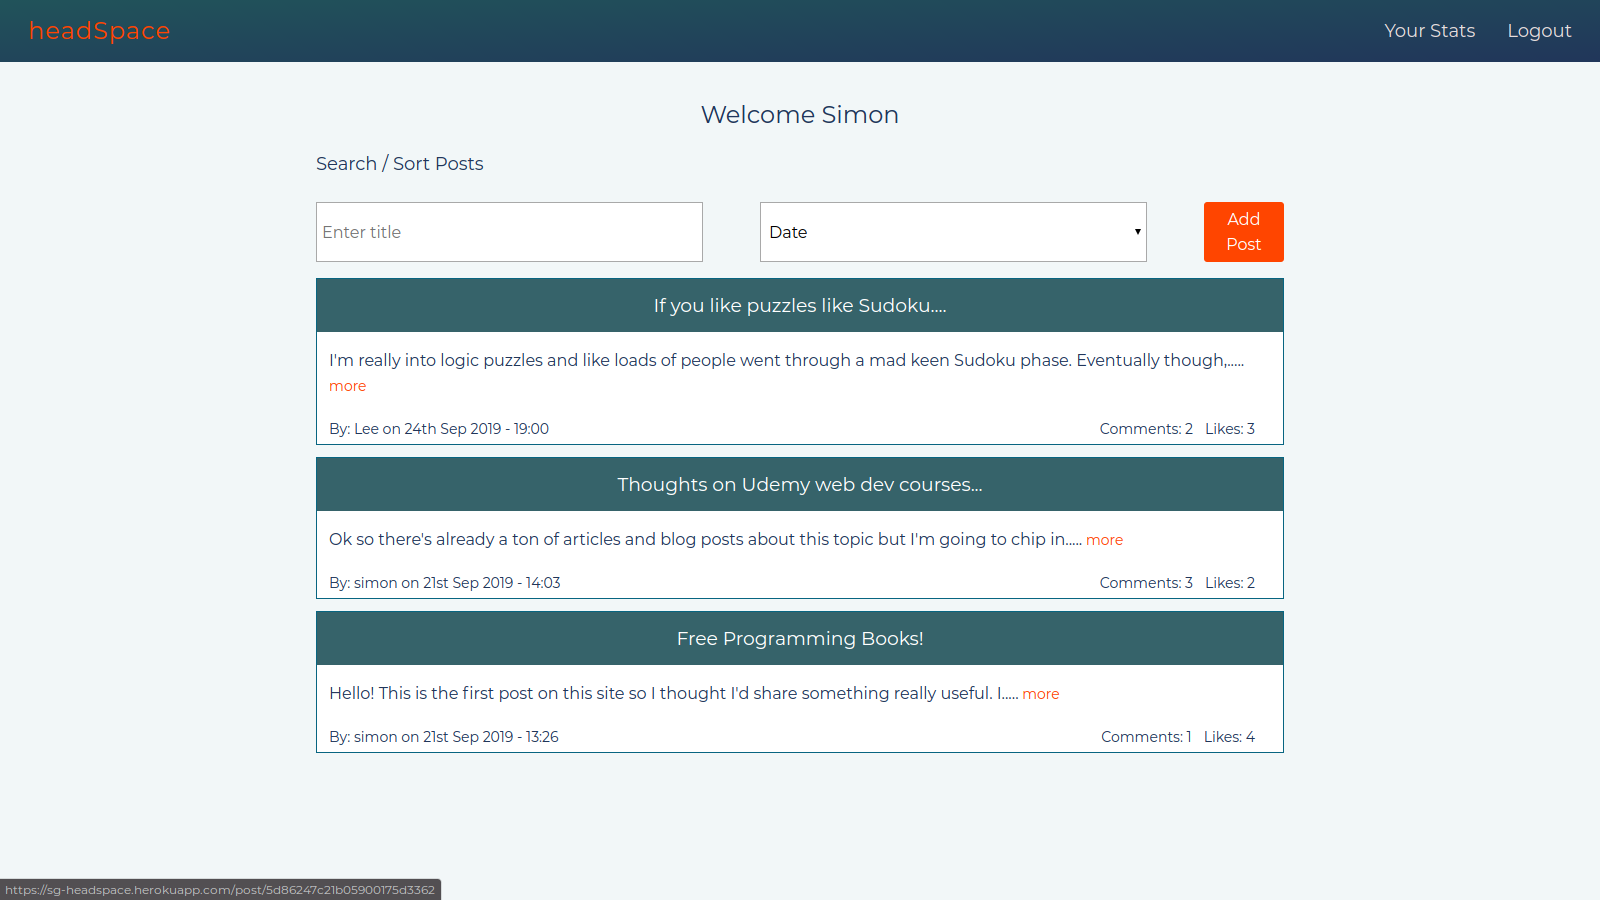 headSpace
Your Stats Logout
Welcome Simon
Search / Sort Posts
Enter title
Date
Add
Post
If you like puzzles like Sudoku....
I'm really into logic puzzles and like loads of people went through a mad keen Sudoku phase. Eventually though,.....
more
By: Lee on 24th Sep 2019 - 19:00
Comments: 2 Likes: 3
Thoughts on Udemy web dev courses...
Ok so there's already a ton of articles and blog posts about this topic but I'm going to chip in..... more
By: simon on 21st Sep 2019 - 14:03
Comments: 3 Likes: 2
Free Programming Books!
Hello! This is the first post on this site so I thought I'd share something really useful. I..... more
By: simon on 21st Sep 2019 - 13:26
Comments: 1 Likes: 4
https://sg-headspace.herokuapp.com/post/5d86247c21b05900175d3362